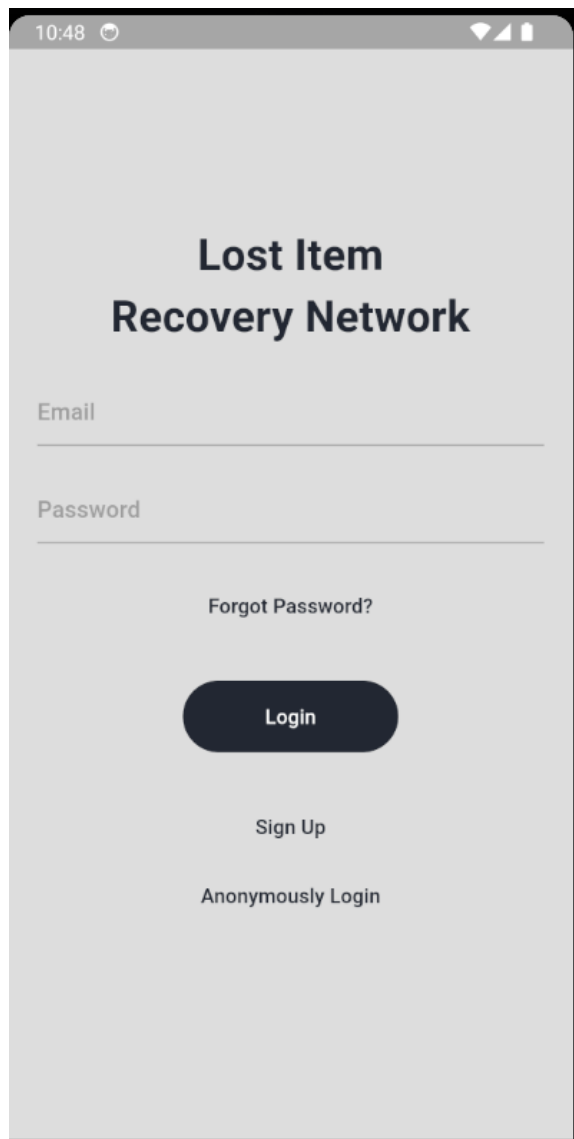 10:48
Lost Item
Recovery Network
Email
Password
Forgot Password?
Login
Sign Up
Anonymously Login